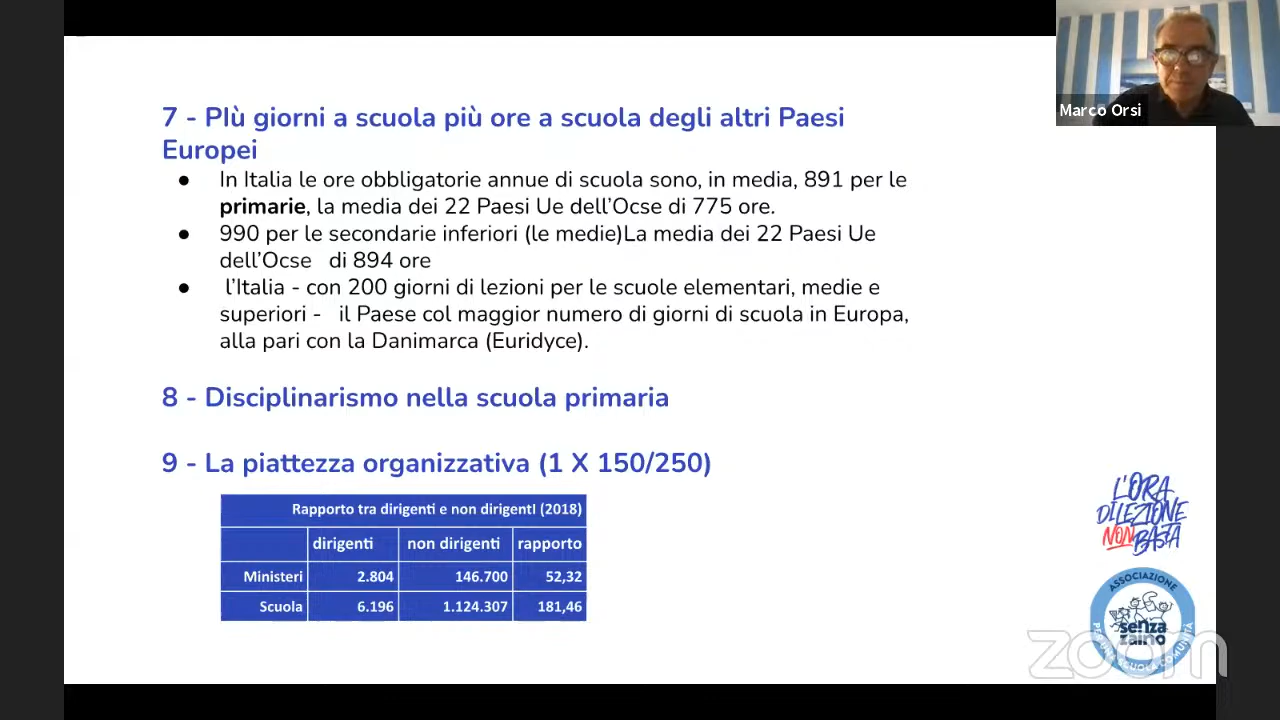 7 - PIù giorni a scuola più ore a scuola degli altri Paesi
Europei
● In Italia le ore obbligatorie annue di scuola sono, in media, 891 per le
primarie, la media dei 22 Paesi Ue dell’Ocse di 775 ore.
● 990 per le secondarie inferiori (le medie)La media dei 22 Paesi Ue
dell’Ocse di 894 ore
● l’Italia - con 200 giorni di lezioni per le scuole elementari, medie e
superiori - il Paese col maggior numero di giorni di scuola in Europa,
alla pari con la Danimarca (Euridyce).
8 - Disciplinarismo nella scuola primaria
9 - La piattezza organizzativa (1 X 150/250)
Rapporto tra dirigenti e non dirigentI (2018)
dirigenti non dirigenti rapporto
Ministeri 2.804 146.700 52,32
Scuola 6.196 1.124.307 181,46
Marco Orsi
L'ORA
DI LEZIONE
NON BASTA
ASSOCIAZIONE
senza
zaino
PER UNA SCUOLA COMUNITÀ
zoom